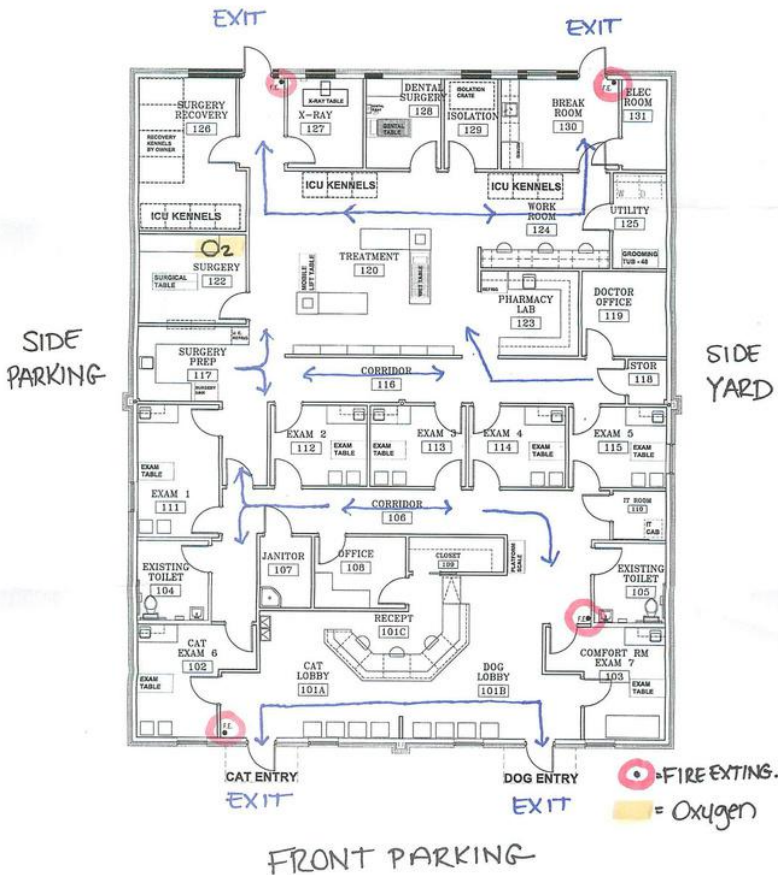 EXIT
EXIT
F.E.
F.E.
SURGERY
RECOVERY
126
RECOVERY
KENNELS
BY OWNER
ICU KENNELS
X-RAY TABLE
X-RAY
127
DENTAL
SURGERY
128
DENTAL
TABLE
ISOLATION
CRATE
ISOLATION
129
BREAK
ROOM
130
ELEC
ROOM
131
ICU KENNELS
ICU KENNELS
WORK
ROOM
124
W D
UTILITY
125
GROOMING
TUB -48
O2
SURGERY
122
SURGICAL
TABLE
TREATMENT
120
MOBILE
LIFT TABLE
WET TABLE
PHARMACY
LAB
123
DOCTOR
OFFICE
119
SIDE
PARKING
SIDE
YARD
SURGERY
PREP
117
CORRIDOR
116
STOR
118
EXAM 2
112
EXAM
TABLE
EXAM
TABLE
EXAM 3
113
EXAM 4
114
EXAM
TABLE
EXAM 5
115
EXAM
TABLE
EXAM
TABLE
EXAM 1
111
CORRIDOR
106
IT ROOM
110
IT
CAB
JANITOR
107
OFFICE
108
CLOSET
109
PLATFORM
SCALE
EXISTING
TOILET
104
EXISTING
TOILET
105
F.E.
RECEPT
101C
CAT
EXAM 6
102
EXAM
TABLE
CAT
LOBBY
101A
DOG
LOBBY
101B
COMFORT RM
EXAM 7
103
EXAM
TABLE
F.E.
CAT ENTRY
DOG ENTRY
EXIT
EXIT
=FIRE EXTING.
= Oxygen
FRONT PARKING